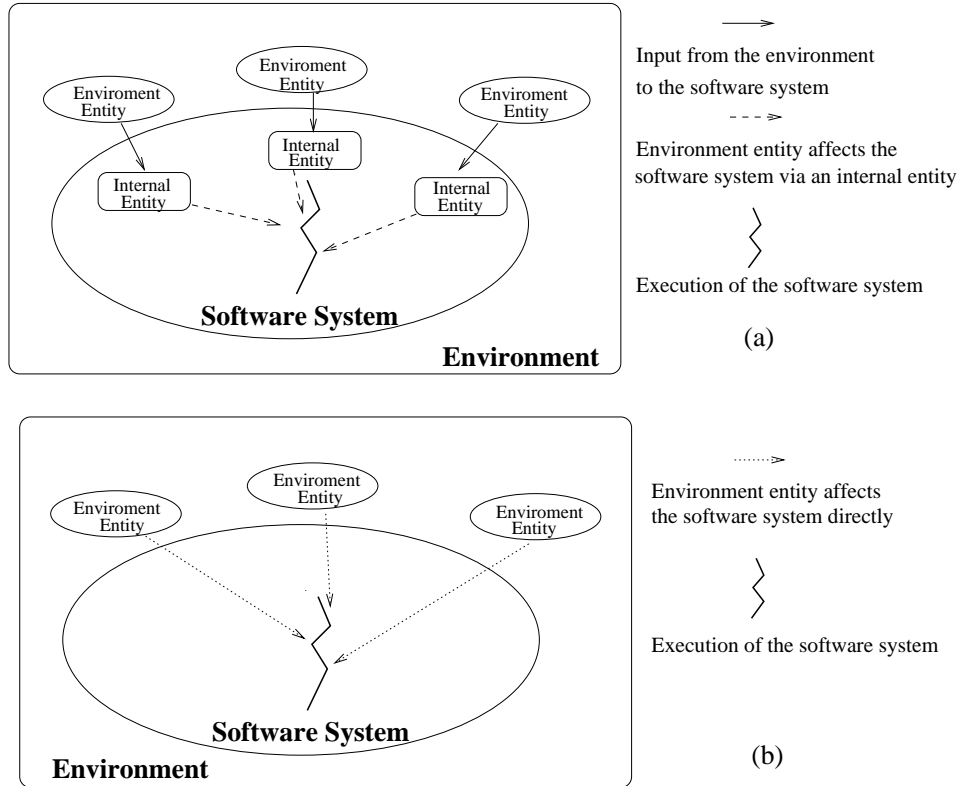 Enviroment
Entity
Enviroment
Entity
Enviroment
Entity
Internal
Entity
Internal
Entity
Internal
Entity
Software System
Environment
Input from the environment
to the software system
Environment entity affects the
software system via an internal entity
Execution of the software system
(a)
Enviroment
Entity
Enviroment
Entity
Enviroment
Entity
Software System
Environment
Environment entity affects
the software system directly
Execution of the software system
(b)